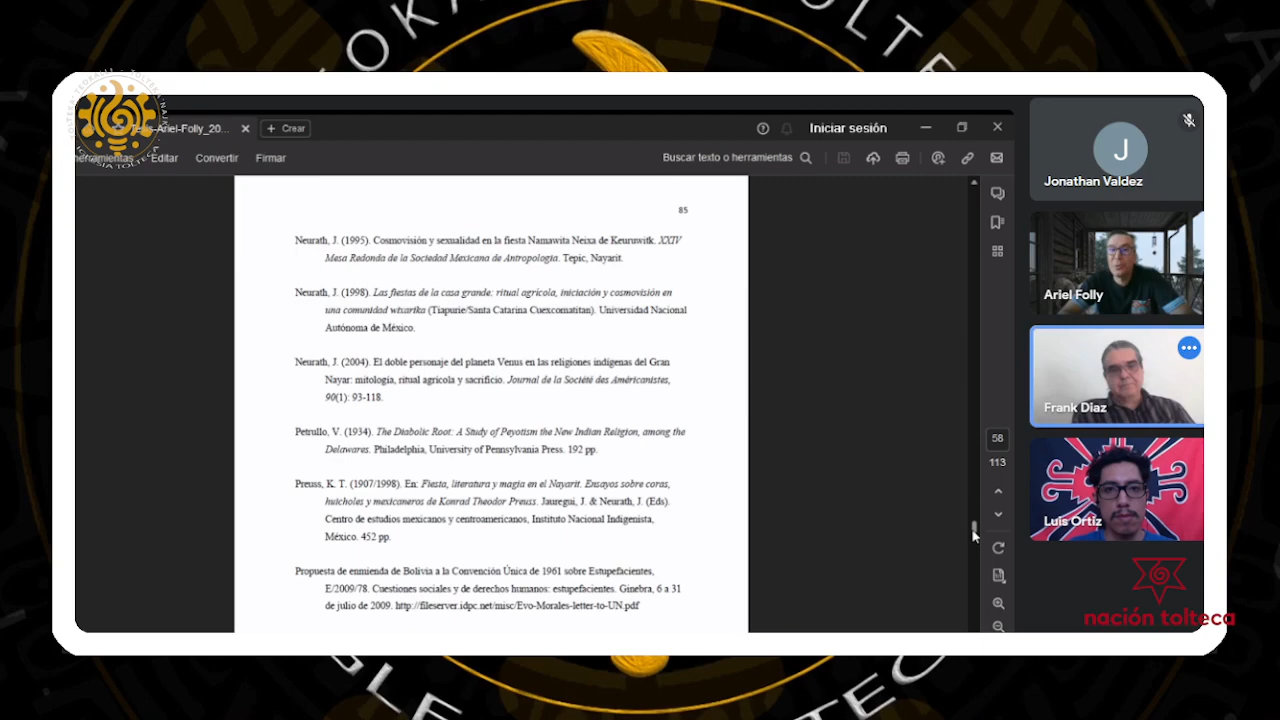 OKA
OLTE
Tesis-Ariel-Folly_20...
Crear
Iniciar sesión
Editar
Convertir
Firmar
Buscar texto o herramientas
85
Neurath, J. (1995). Cosmovisión y sexualidad en la fiesta Namawita Neixa de Keuruwitk. XXIV
Mesa Redonda de la Sociedad Mexicana de Antropologia. Tepic, Nayarit.
Neurath, J. (1998). Las fiestas de la casa grande: ritual agrícola, iniciación y cosmovisión en
una comunidad wixarika (Tiapurie/Santa Catarina Cuexcomatitan). Universidad Nacional
Autónoma de México.
Neurath, J. (2004). El doble personaje del planeta Venus en las religiones indígenas del Gran
Nayar: mitología, ritual agrícola y sacrificio. Journal de la Société des Américanistes,
90(1): 93-118.
Petrullo, V. (1934). The Diabolic Root: A Study of Peyotism the New Indian Religion, among the
Delawares. Philadelphia, University of Pennsylvania Press. 192 pp.
Preuss, K. T. (1907/1998). En: Fiesta, literatura y magia en el Nayarit. Ensayos sobre coras,
huicholes y mexicaneros de Konrad Theodor Preuss. Jauregui, J. & Neurath, J. (Eds).
Centro de estudios mexicanos y centroamericanos, Instituto Nacional Indigenista,
México. 452 pp.
Propuesta de enmienda de Bolivia a la Convención Única de 1961 sobre Estupefacientes,
E/2009/78. Cuestiones sociales y de derechos humanos: estupefacientes. Ginebra, 6 a 31
de julio de 2009. http://fileserver.idpc.net/misc/Evo-Morales-letter-to-UN.pdf
58
113
J
Jonathan Valdez
Ariel Folly
Frank Díaz
Luis Ortiz
nación tolteca
GLE
OLTE